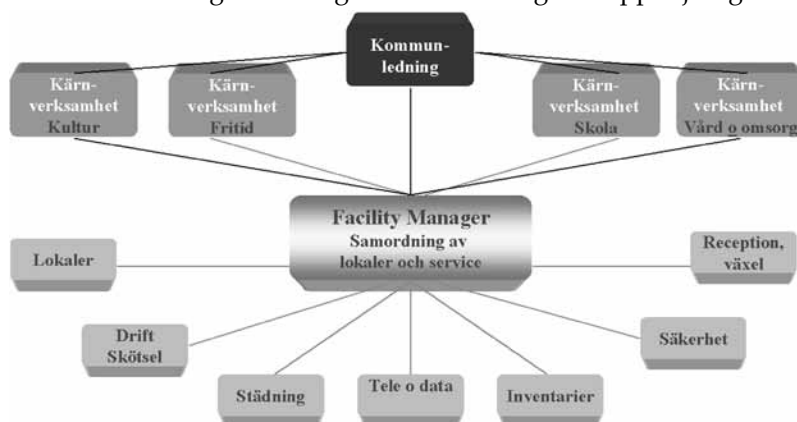 Kommun-
ledning
Kärn-
verksamhet
Kultur
Kärn-
verksamhet
Fritid
Kärn-
verksamhet
Skola
Kärn-
verksamhet
Vård o omsorg
Facility Manager
Samordning av
lokaler och service
Lokaler
Reception,
växel
Drift
Skötsel
Säkerhet
Städning
Tele o data
Inventarier